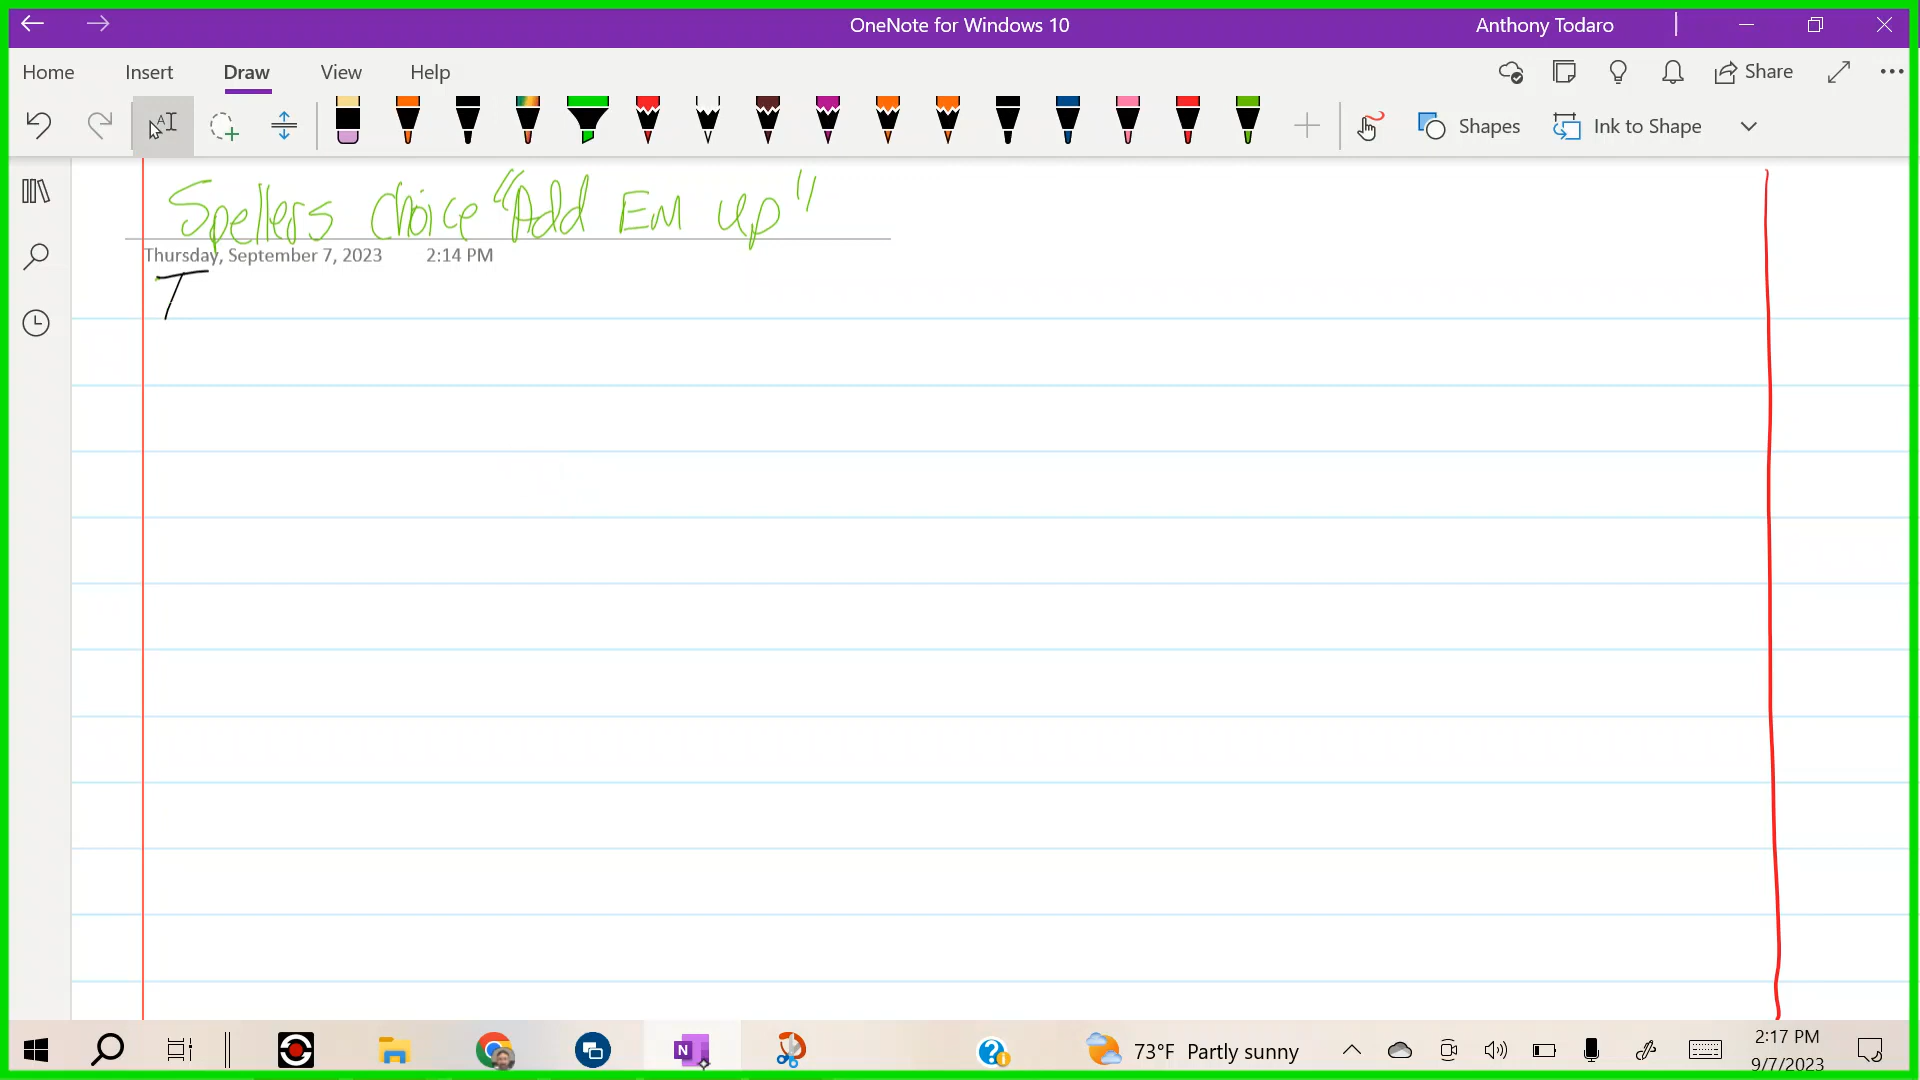 OneNote for Windows 10 Anthony Todaro
Home Insert Draw View Help Share
Shapes Ink to Shape
Spellers Choice "Add Em up"
Thursday, September 7, 2023 2:14 PM
T
73°F Partly sunny 2:17 PM
9/7/2023